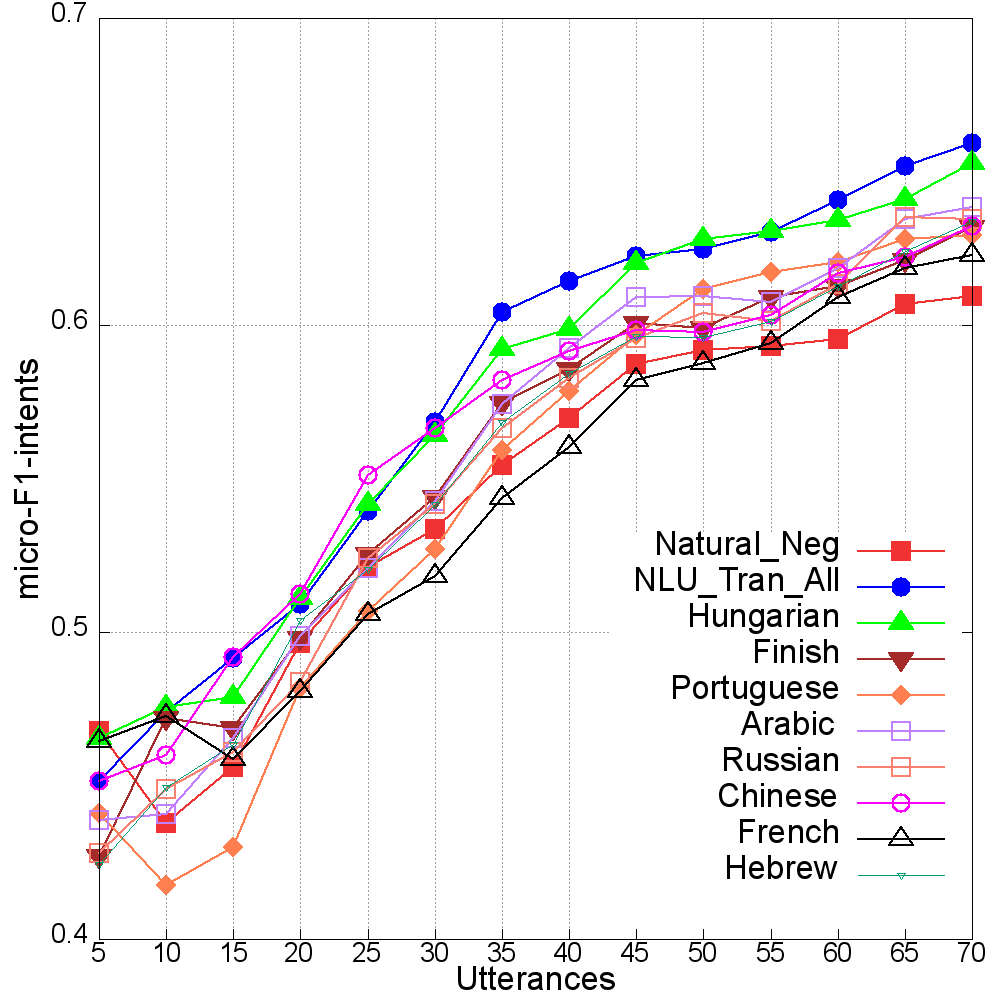 0.7
0.6
0.5
0.4
micro-F1-intents
Natural_Neg
NLU_Tran_All
Hungarian
Finish
Portuguese
Arabic
Russian
Chinese
French
Hebrew
5 10 15 20 25 30 35 40 45 50 55 60 65 70
Utterances